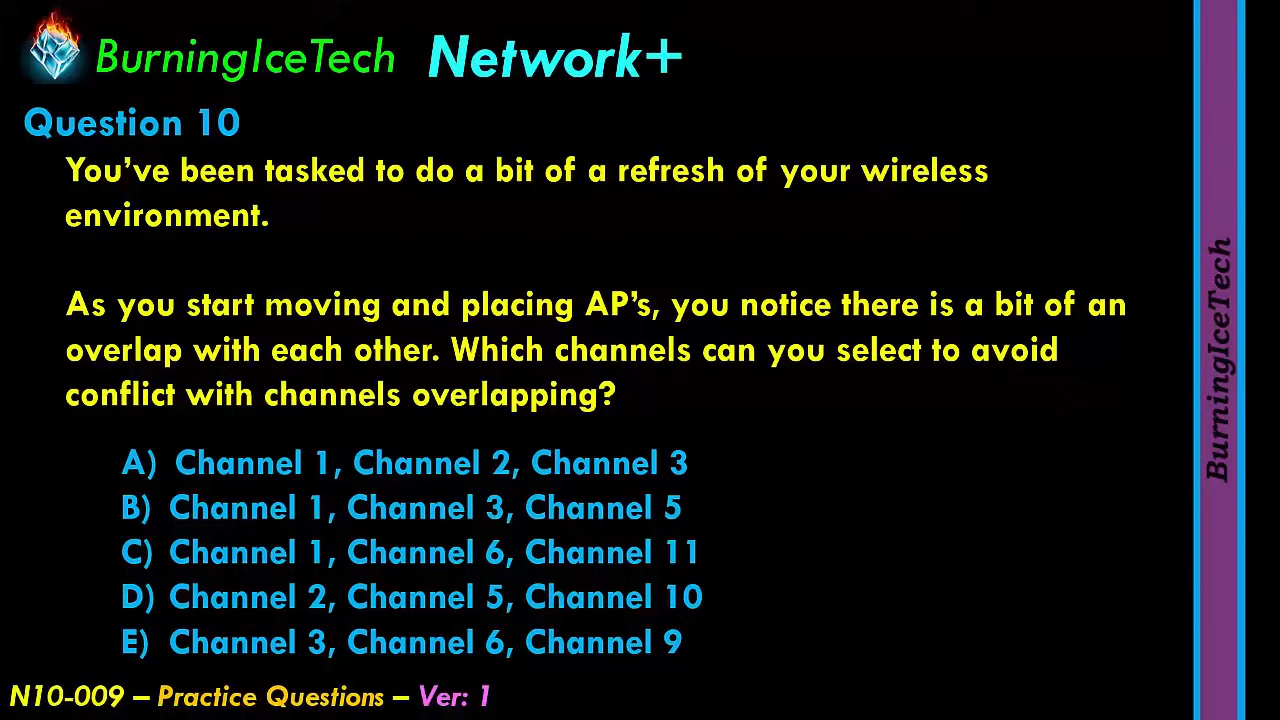 BurningIceTech Network+
Question 10
You've been tasked to do a bit of a refresh of your wireless
environment.
As you start moving and placing AP's, you notice there is a bit of an
overlap with each other. Which channels can you select to avoid
conflict with channels overlapping?
A) Channel 1, Channel 2, Channel 3
B) Channel 1, Channel 3, Channel 5
C) Channel 1, Channel 6, Channel 11
D) Channel 2, Channel 5, Channel 10
E) Channel 3, Channel 6, Channel 9
N10-009 – Practice Questions – Ver: 1
BurningIceTech